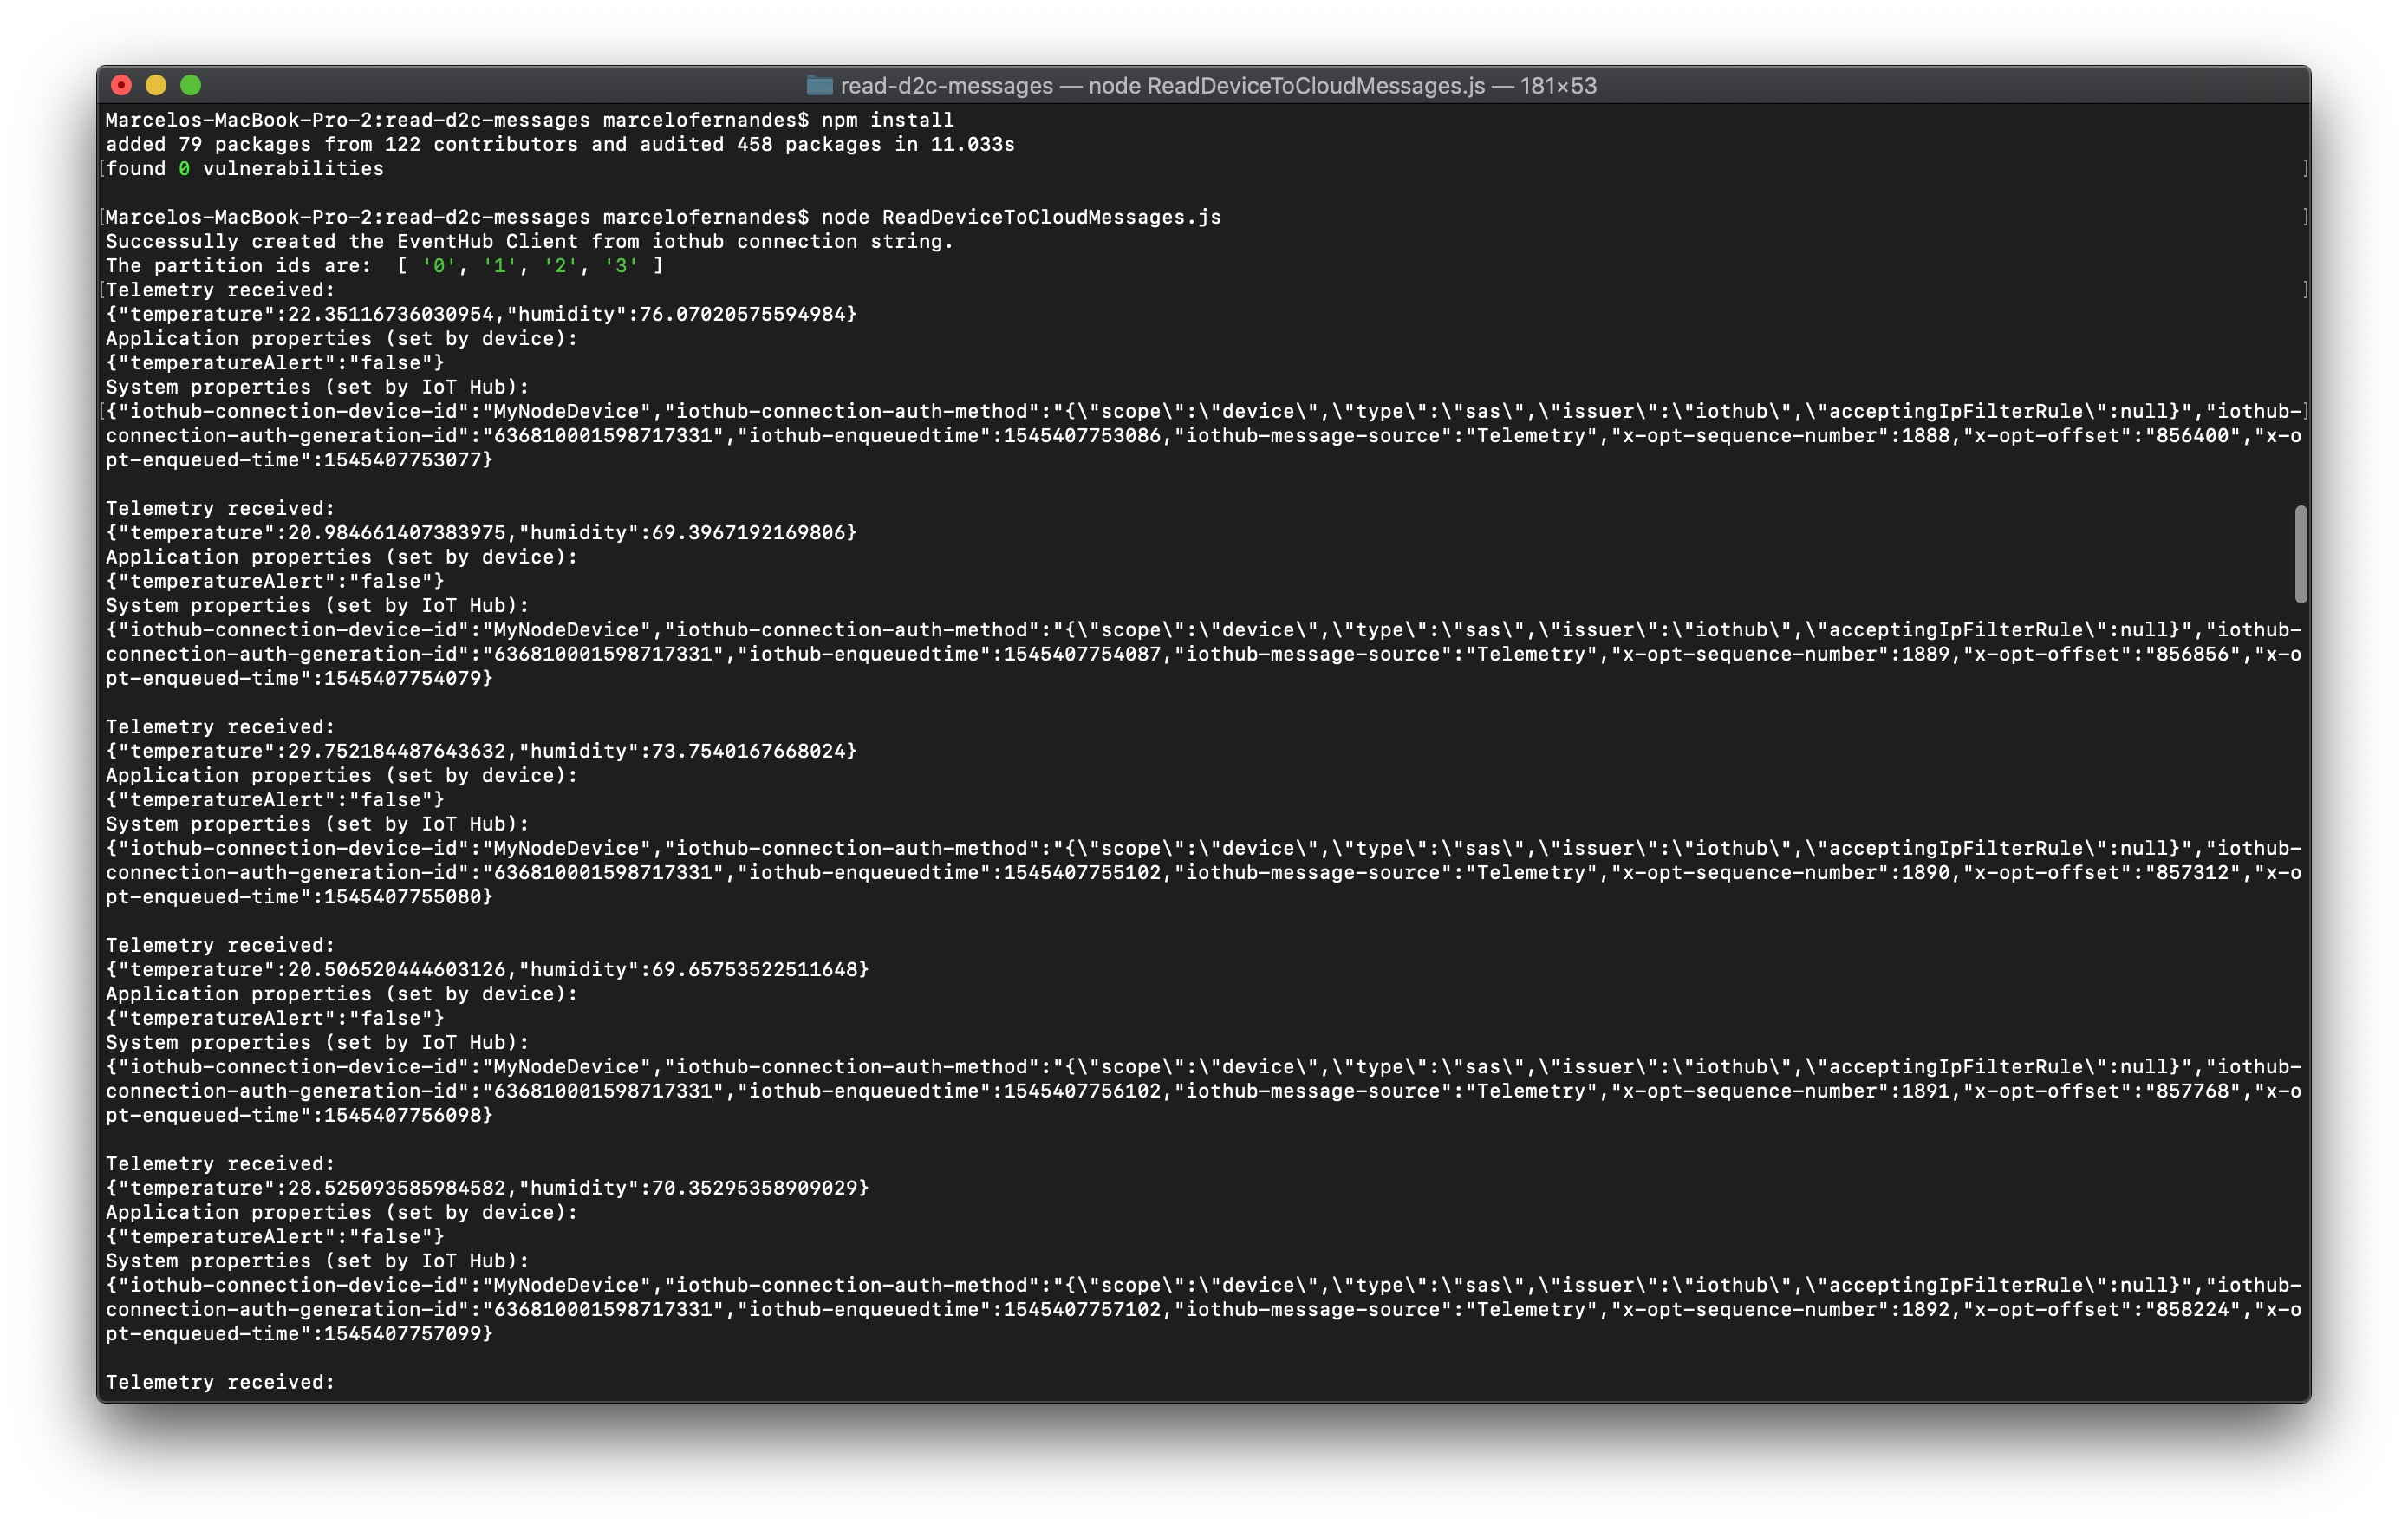 read-d2c-messages — node ReadDeviceToCloudMessages.js — 181×53
Marcelos-MacBook-Pro-2:read-d2c-messages marcelofernandes$ npm install
added 79 packages from 122 contributors and audited 458 packages in 11.033s
[found 0 vulnerabilities ]
[Marcelos-MacBook-Pro-2:read-d2c-messages marcelofernandes$ node ReadDeviceToCloudMessages.js ]
Successully created the EventHub Client from iothub connection string.
The partition ids are:  [ '0', '1', '2', '3' ]
[Telemetry received: ]
{"temperature":22.35116736030954,"humidity":76.07020575594984}
Application properties (set by device):
{"temperatureAlert":"false"}
System properties (set by IoT Hub):
[{"iothub-connection-device-id":"MyNodeDevice","iothub-connection-auth-method":"{\"scope\":\"device\",\"type\":\"sas\",\"issuer\":\"iothub\",\"acceptingIpFilterRule\":null}","iothub-]
connection-auth-generation-id":"636810001598717331","iothub-enqueuedtime":1545407753086,"iothub-message-source":"Telemetry","x-opt-sequence-number":1888,"x-opt-offset":"856400","x-o
pt-enqueued-time":1545407753077}
Telemetry received:
{"temperature":20.984661407383975,"humidity":69.3967192169806}
Application properties (set by device):
{"temperatureAlert":"false"}
System properties (set by IoT Hub):
{"iothub-connection-device-id":"MyNodeDevice","iothub-connection-auth-method":"{\"scope\":\"device\",\"type\":\"sas\",\"issuer\":\"iothub\",\"acceptingIpFilterRule\":null}","iothub-
connection-auth-generation-id":"636810001598717331","iothub-enqueuedtime":1545407754087,"iothub-message-source":"Telemetry","x-opt-sequence-number":1889,"x-opt-offset":"856856","x-o
pt-enqueued-time":1545407754079}
Telemetry received:
{"temperature":29.752184487643632,"humidity":73.7540167668024}
Application properties (set by device):
{"temperatureAlert":"false"}
System properties (set by IoT Hub):
{"iothub-connection-device-id":"MyNodeDevice","iothub-connection-auth-method":"{\"scope\":\"device\",\"type\":\"sas\",\"issuer\":\"iothub\",\"acceptingIpFilterRule\":null}","iothub-
connection-auth-generation-id":"636810001598717331","iothub-enqueuedtime":1545407755102,"iothub-message-source":"Telemetry","x-opt-sequence-number":1890,"x-opt-offset":"857312","x-o
pt-enqueued-time":1545407755080}
Telemetry received:
{"temperature":20.506520444603126,"humidity":69.65753522511648}
Application properties (set by device):
{"temperatureAlert":"false"}
System properties (set by IoT Hub):
{"iothub-connection-device-id":"MyNodeDevice","iothub-connection-auth-method":"{\"scope\":\"device\",\"type\":\"sas\",\"issuer\":\"iothub\",\"acceptingIpFilterRule\":null}","iothub-
connection-auth-generation-id":"636810001598717331","iothub-enqueuedtime":1545407756102,"iothub-message-source":"Telemetry","x-opt-sequence-number":1891,"x-opt-offset":"857768","x-o
pt-enqueued-time":1545407756098}
Telemetry received:
{"temperature":28.525093585984582,"humidity":70.35295358909029}
Application properties (set by device):
{"temperatureAlert":"false"}
System properties (set by IoT Hub):
{"iothub-connection-device-id":"MyNodeDevice","iothub-connection-auth-method":"{\"scope\":\"device\",\"type\":\"sas\",\"issuer\":\"iothub\",\"acceptingIpFilterRule\":null}","iothub-
connection-auth-generation-id":"636810001598717331","iothub-enqueuedtime":1545407757102,"iothub-message-source":"Telemetry","x-opt-sequence-number":1892,"x-opt-offset":"858224","x-o
pt-enqueued-time":1545407757099}
Telemetry received: